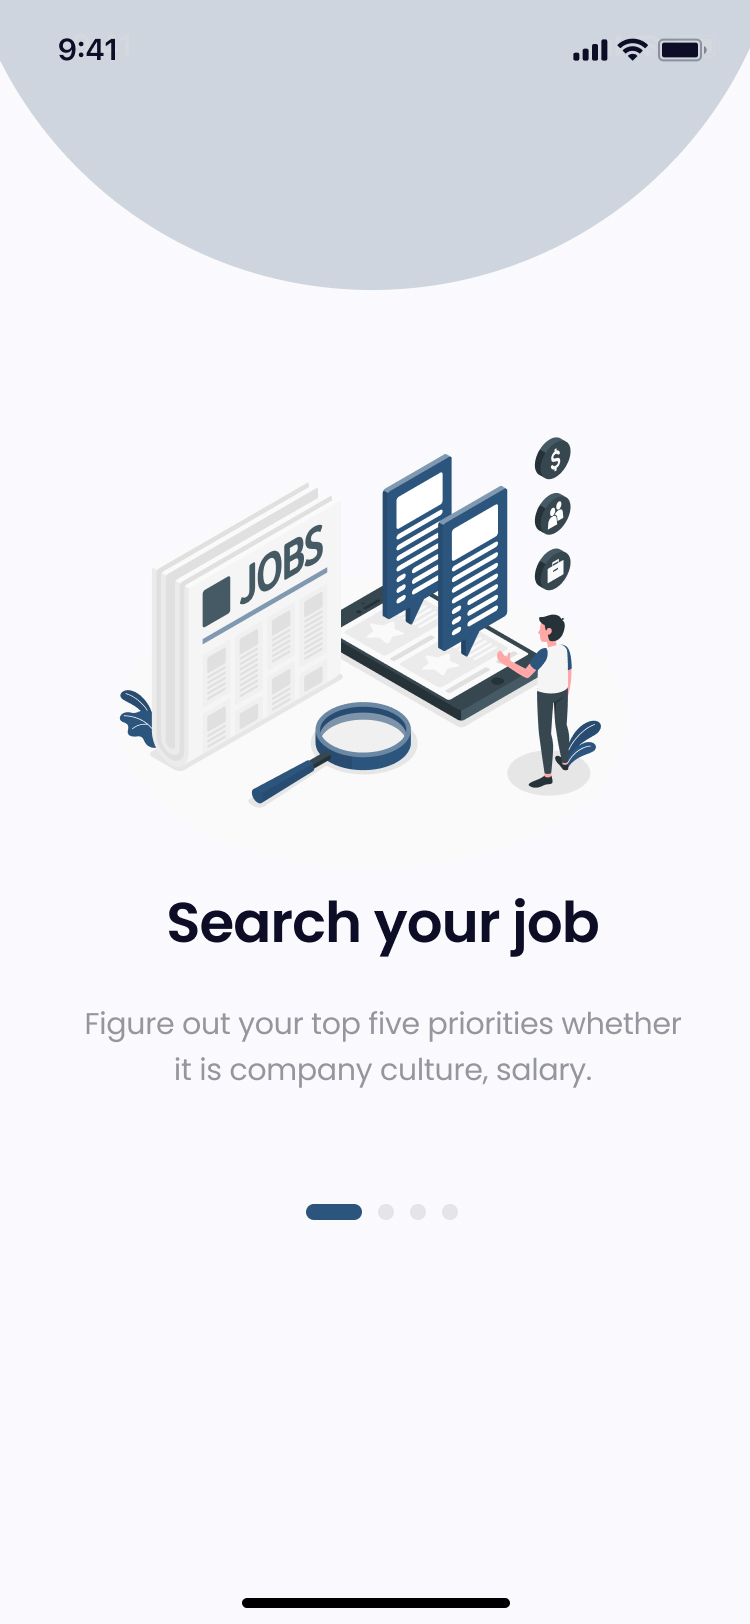 9:41
$
JOBS
Search your job
Figure out your top five priorities whether
it is company culture, salary.